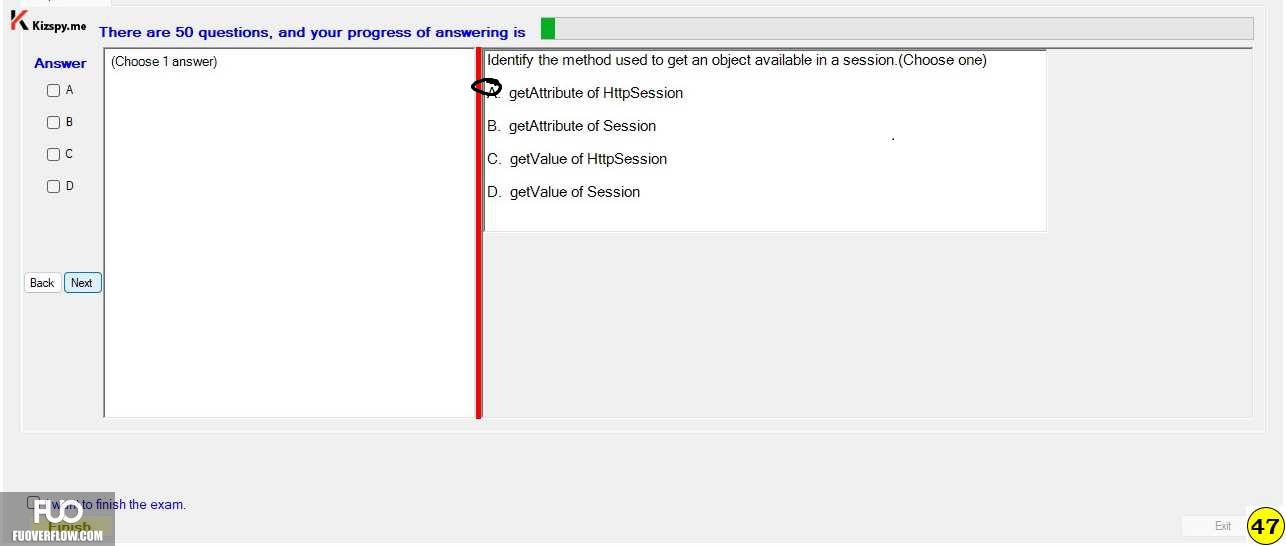 Kizspy.me
There are 50 questions, and your progress of answering is
Answer
A
B
C
D
Back Next
(Choose 1 answer)
Identify the method used to get an object available in a session.(Choose one)
A. getAttribute of HttpSession
B. getAttribute of Session
C. getValue of HttpSession
D. getValue of Session
I want to finish the exam.
Finish
FUO
FUOVERFLOW.COM
Exit
47